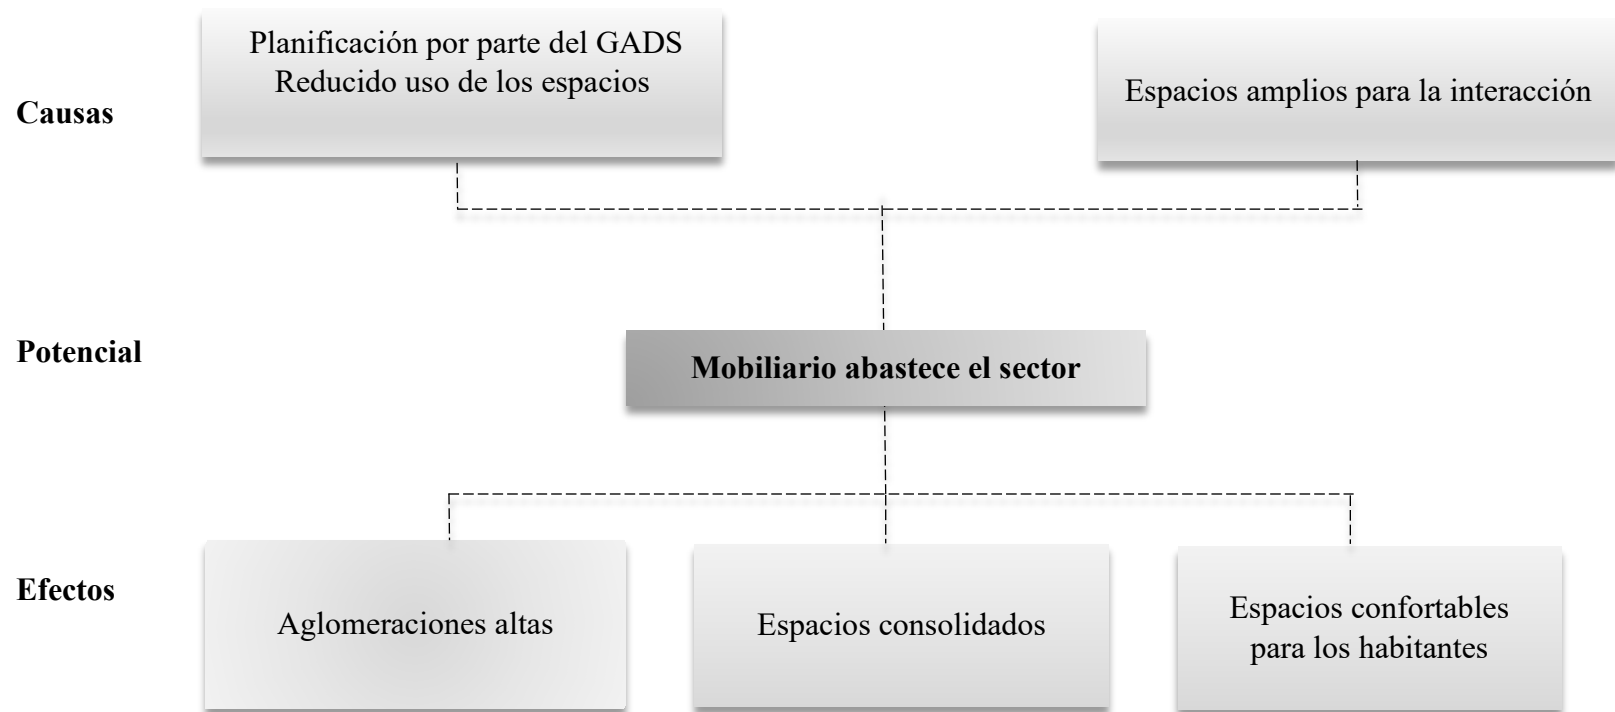 Causas
Planificación por parte del GADS
Reducido uso de los espacios
Espacios amplios para la interacción
Potencial
Mobiliario abastece el sector
Efectos
Aglomeraciones altas
Espacios consolidados
Espacios confortables
para los habitantes